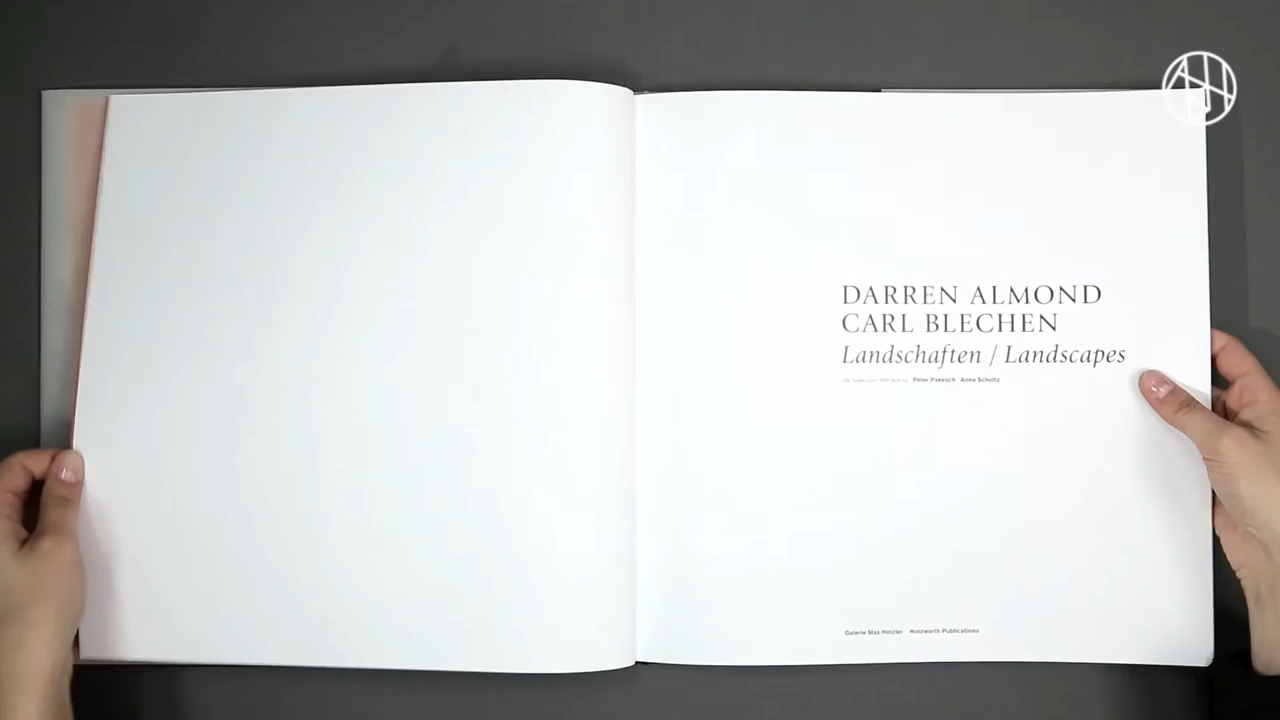 DARREN ALMOND
CARL BLECHEN
Landschaften / Landscapes
Peter Pakesch Anna Schultz
Galerie Max Hetzler Holzwarth Publications